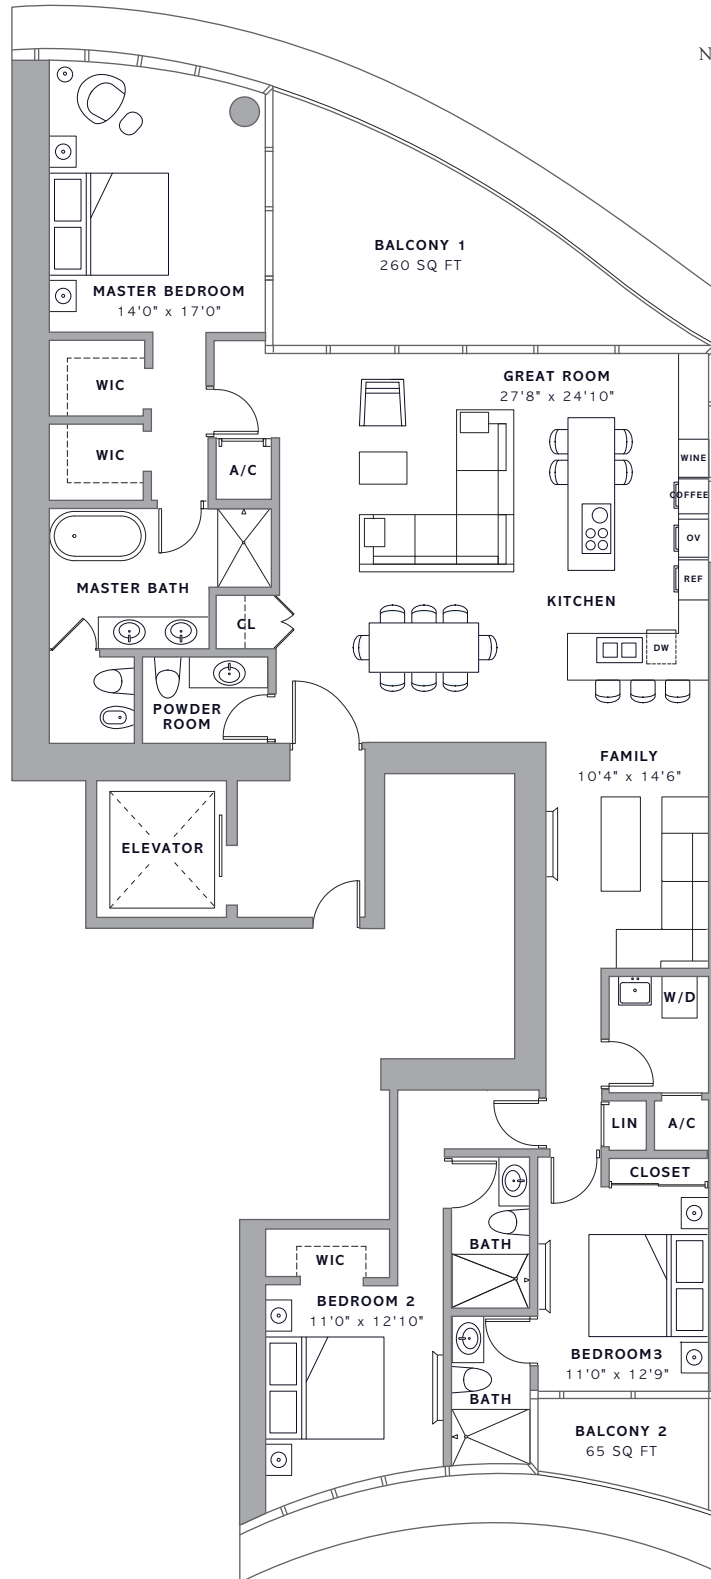 N
BALCONY 1
260 SQ FT
MASTER BEDROOM
14'0" x 17'0"
WIC
GREAT ROOM
27'8" x 24'10"
WIC
A/C
WINE
COFFEE
OV
REF
MASTER BATH
KITCHEN
CL
DW
POWDER
ROOM
FAMILY
10'4" x 14'6"
ELEVATOR
W/D
LIN
A/C
CLOSET
BATH
WIC
BEDROOM 2
11'0" x 12'10"
BEDROOM3
11'0" x 12'9"
BATH
BALCONY 2
65 SQ FT